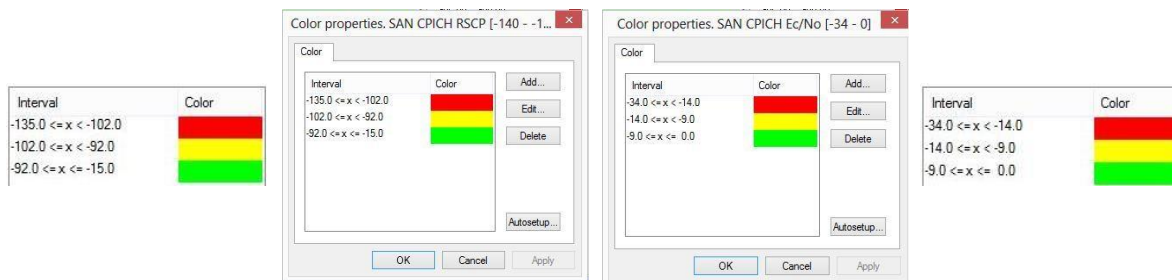 Interval Color
-135.0 <= x < -102.0
-102.0 <= x < -92.0
-92.0 <= x <= -15.0
Color properties. SAN CPICH RSCP [-140 - -1...
Color
Interval Color
-135.0 <= x < -102.0
-102.0 <= x < -92.0
-92.0 <= x <= -15.0
Add...
Edit...
Delete
Autosetup...
OK Cancel Apply
Color properties. SAN CPICH Ec/No [-34 - 0]
Color
Interval Color
-34.0 <= x < -14.0
-14.0 <= x < -9.0
-9.0 <= x <= 0.0
Add...
Edit...
Delete
Autosetup...
OK Cancel Apply
Interval Color
-34.0 <= x < -14.0
-14.0 <= x < -9.0
-9.0 <= x <= 0.0